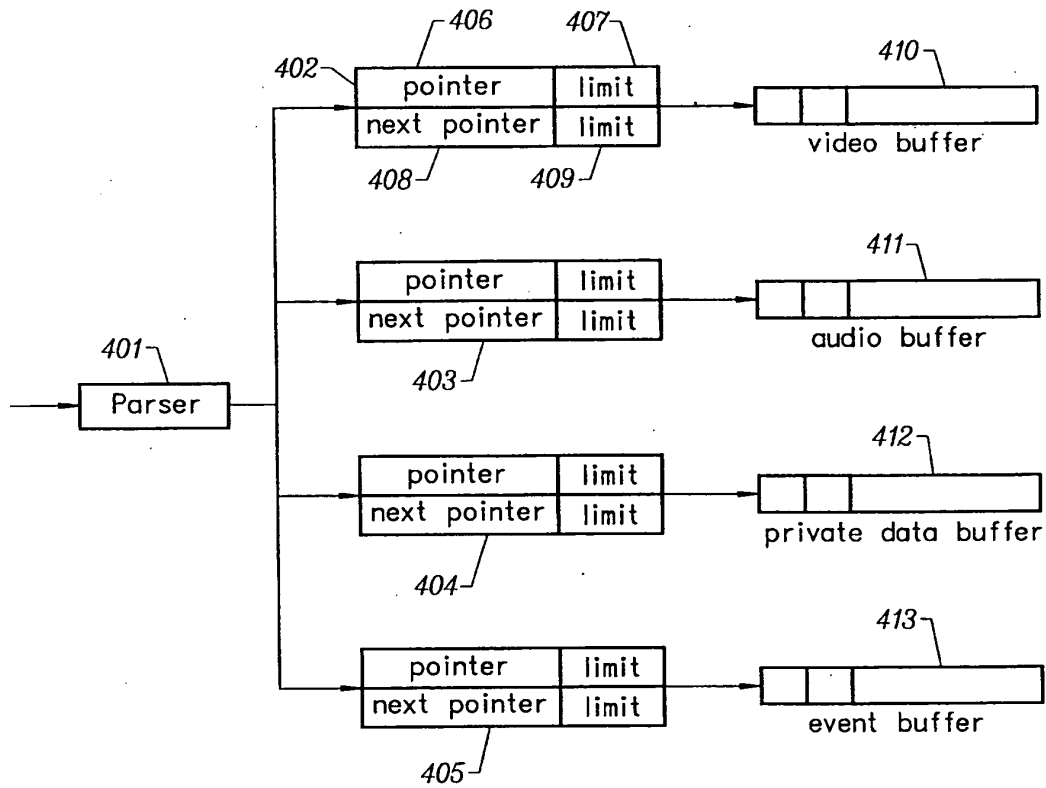 406
407
410
402
pointer
limit
next pointer
limit
video buffer
408
409
411
pointer
limit
next pointer
limit
audio buffer
401
403
Parser
412
pointer
limit
next pointer
limit
private data buffer
404
413
pointer
limit
next pointer
limit
event buffer
405